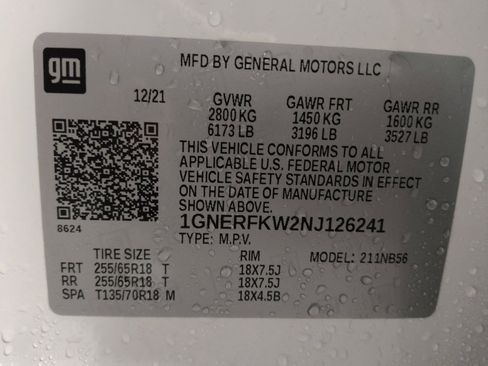 gm
MFD BY GENERAL MOTORS LLC
12/21 GVWR GAWR FRT GAWR RR
2800 KG 1450 KG 1600 KG
6173 LB 3196 LB 3527 LB
THIS VEHICLE CONFORMS TO ALL
APPLICABLE U.S. FEDERAL MOTOR
VEHICLE SAFETY STANDARDS IN EFFECT
ON THE DATE OF MANUFACTURE
SHOWN ABOVE.
8624 1GNERFKW2NJ126241
TYPE: M.P.V.
TIRE SIZE RIM MODEL: 211NB56
FRT 255/65R18 T 18X7.5J
RR 255/65R18 T 18X7.5J
SPA T135/70R18 M 18X4.5B